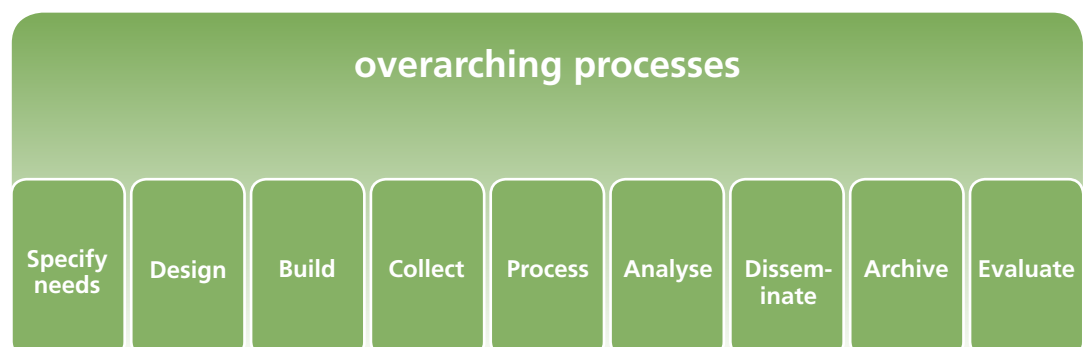 overarching processes
Specify
needs
Design
Build
Collect
Process
Analyse
Dissem-
inate
Archive
Evaluate